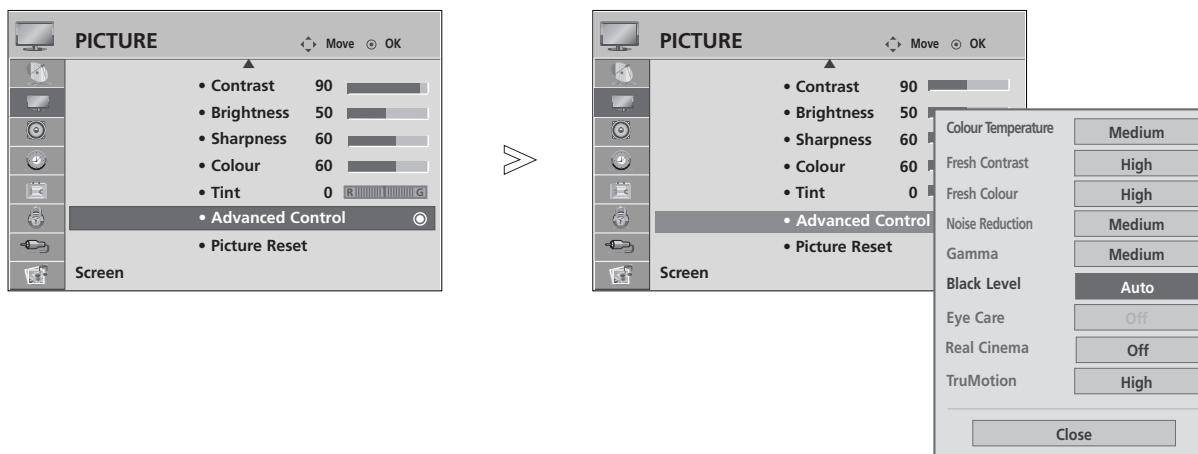 PICTURE Move OK
• Contrast 90
• Brightness 50
• Sharpness 60
• Colour 60
• Tint 0 R G
• Advanced Control
• Picture Reset
Screen
PICTURE Move OK
• Contrast 90
• Brightness 50
• Sharpness 60
• Colour 60
• Tint 0
• Advanced Control
• Picture Reset
Screen
Colour Temperature Medium
Fresh Contrast High
Fresh Colour High
Noise Reduction Medium
Gamma Medium
Black Level Auto
Eye Care Off
Real Cinema Off
TruMotion High
Close